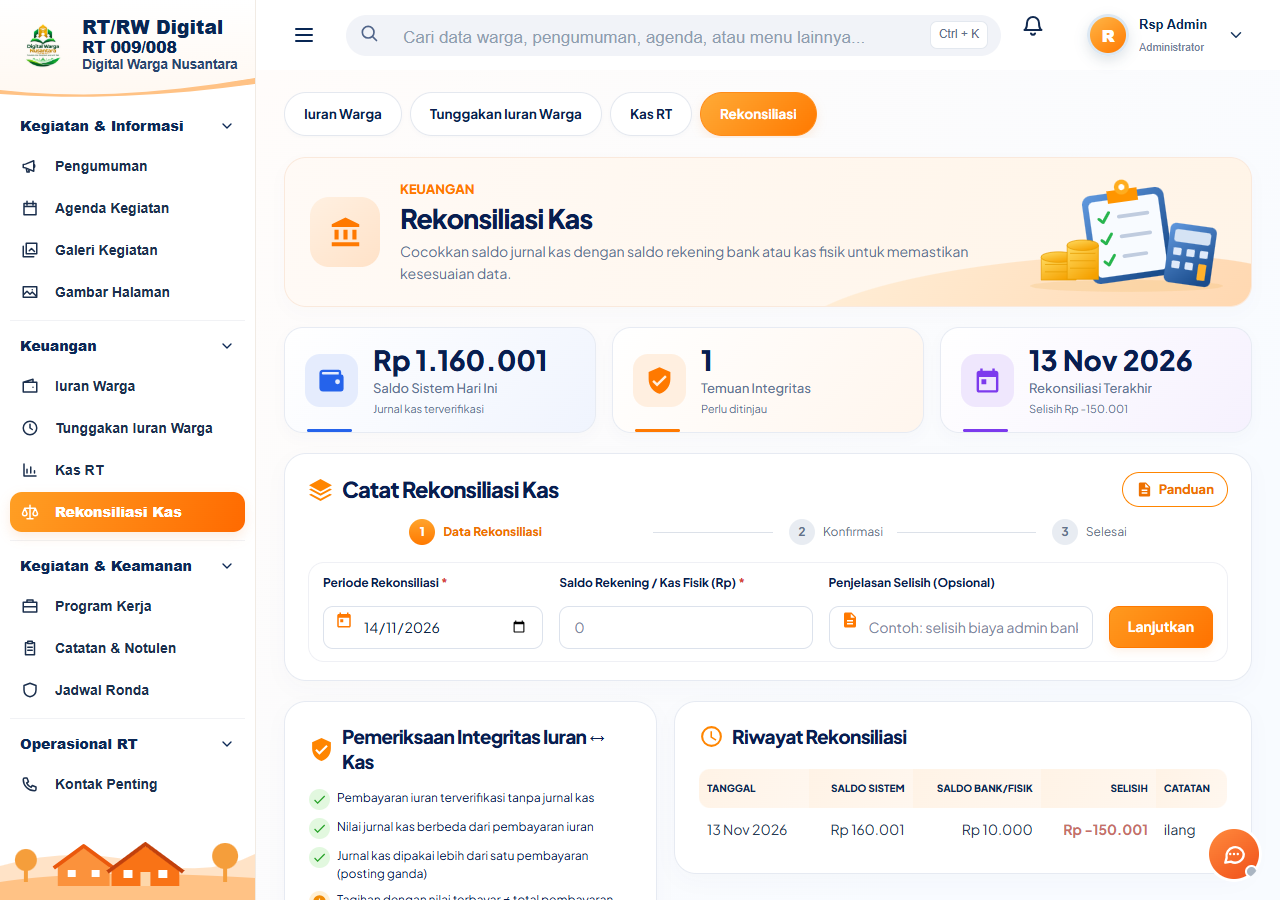 RT/RW Digital
RT 009/008
Digital Warga Nusantara
Cari data warga, pengumuman, agenda, atau menu lainnya...
Ctrl + K
R
Rsp Admin
Administrator
Kegiatan & Informasi
Pengumuman
Agenda Kegiatan
Galeri Kegiatan
Gambar Halaman
Keuangan
Iuran Warga
Tunggakan Iuran Warga
Kas RT
Rekonsiliasi Kas
Kegiatan & Keamanan
Program Kerja
Catatan & Notulen
Jadwal Ronda
Operasional RT
Kontak Penting
Iuran Warga
Tunggakan Iuran Warga
Kas RT
Rekonsiliasi
KEUANGAN
Rekonsiliasi Kas
Cocokkan saldo jurnal kas dengan saldo rekening bank atau kas fisik untuk memastikan
kesesuaian data.
Rp 1.160.001
Saldo Sistem Hari Ini
Jurnal kas terverifikasi
1
Temuan Integritas
Perlu ditinjau
13 Nov 2026
Rekonsiliasi Terakhir
Selisih Rp -150.001
Catat Rekonsiliasi Kas
Panduan
1 Data Rekonsiliasi
2 Konfirmasi
3 Selesai
Periode Rekonsiliasi *
Saldo Rekening / Kas Fisik (Rp) *
Penjelasan Selisih (Opsional)
14/11/2026
0
Contoh: selisih biaya admin bank
Lanjutkan
Pemeriksaan Integritas Iuran ↔
Kas
Pembayaran iuran terverifikasi tanpa jurnal kas
Nilai jurnal kas berbeda dari pembayaran iuran
Jurnal kas dipakai lebih dari satu pembayaran
(posting ganda)
Tagihan dengan nilai terbayar ≠ total pembayaran
Riwayat Rekonsiliasi
TANGGAL SALDO SISTEM SALDO BANK/FISIK SELISIH CATATAN
13 Nov 2026 Rp 160.001 Rp 10.000 Rp -150.001 ilang